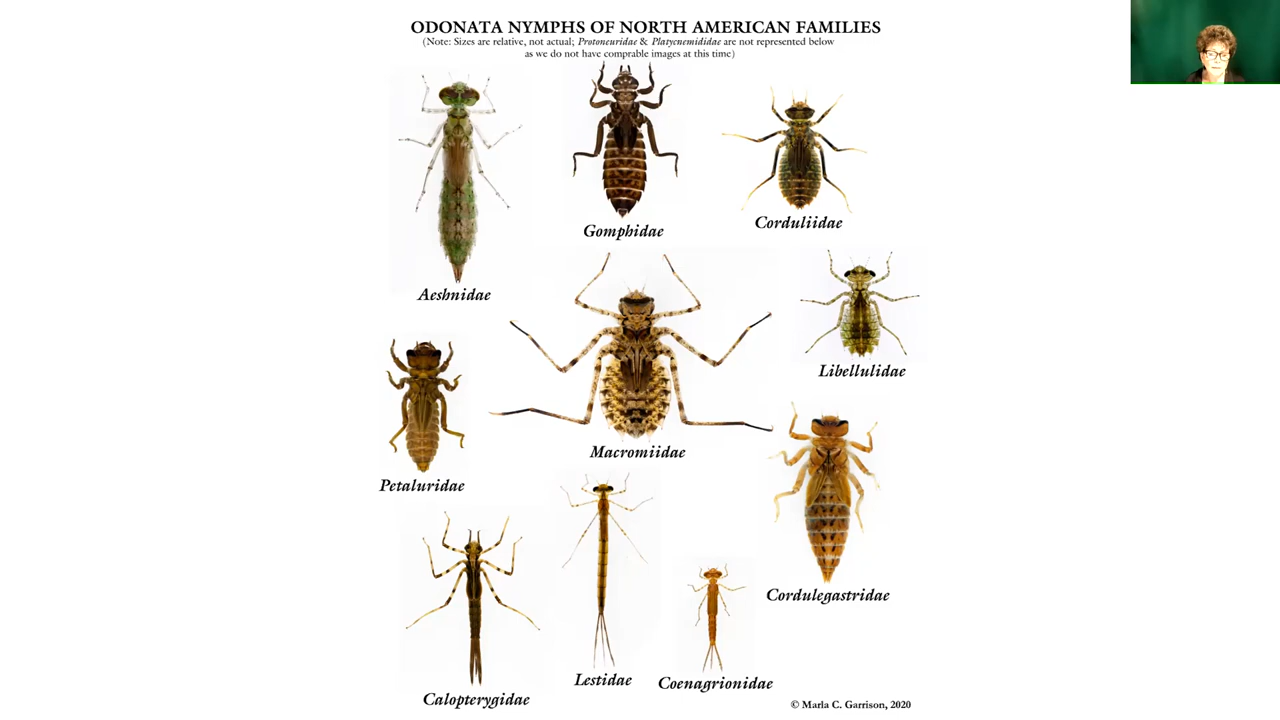 ODONATA NYMPHS OF NORTH AMERICAN FAMILIES
(Note: Sizes are relative, not actual; Protoneuridae & Platycnemididae are not represented below
as we do not have comprable images at this time)
Aeshnidae
Gomphidae
Corduliidae
Libellulidae
Macromiidae
Petaluridae
Cordulegastridae
Calopterygidae
Lestidae
Coenagrionidae
© Marla C. Garrison, 2020